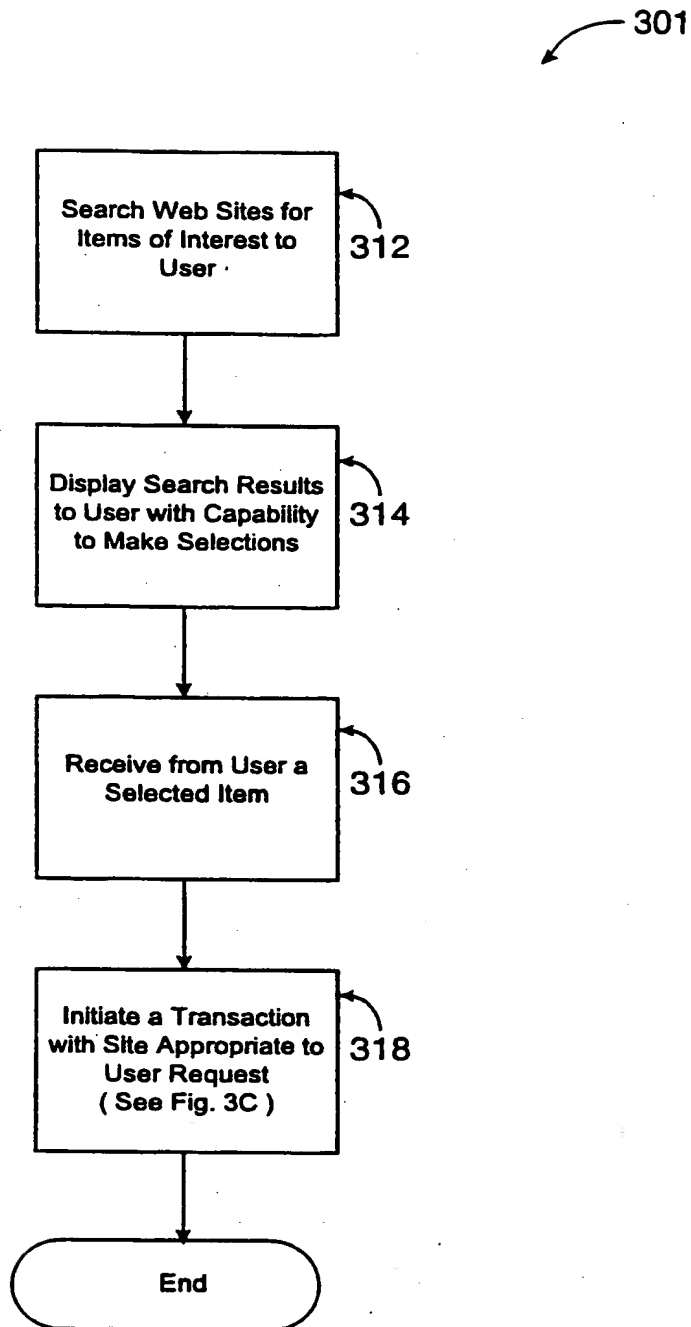 301
Search Web Sites for
Items of Interest to
User
312
Display Search Results
to User with Capability
to Make Selections
314
Receive from User a
Selected Item
316
Initiate a Transaction
with Site Appropriate to
User Request
( See Fig. 3C )
318
End